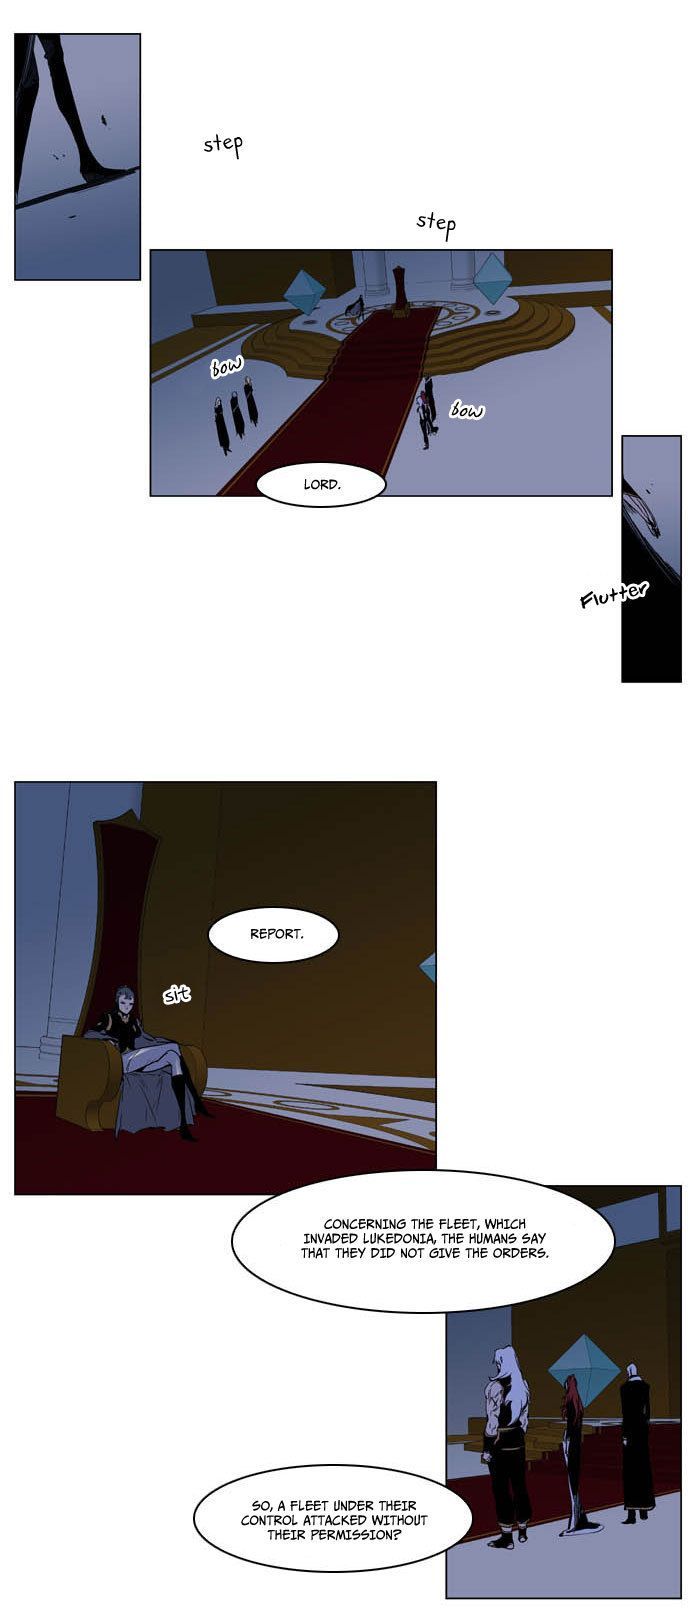 step
step
bow
bow
LORD.
Flutter
REPORT.
sit
CONCERNING THE FLEET, WHICH
INVADED LUKEDONIA, THE HUMANS SAY
THAT THEY DID NOT GIVE THE ORDERS.
SO, A FLEET UNDER THEIR
CONTROL ATTACKED WITHOUT
THEIR PERMISSION?